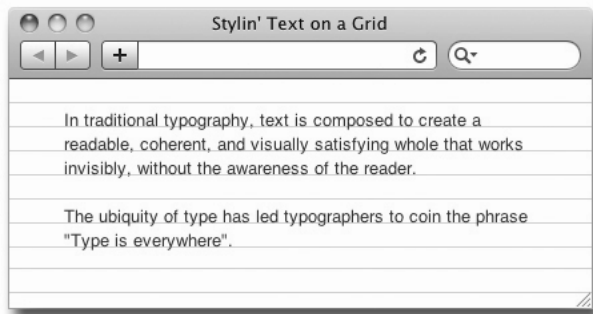 Stylin' Text on a Grid
In traditional typography, text is composed to create a
readable, coherent, and visually satisfying whole that works
invisibly, without the awareness of the reader.
The ubiquity of type has led typographers to coin the phrase
"Type is everywhere".